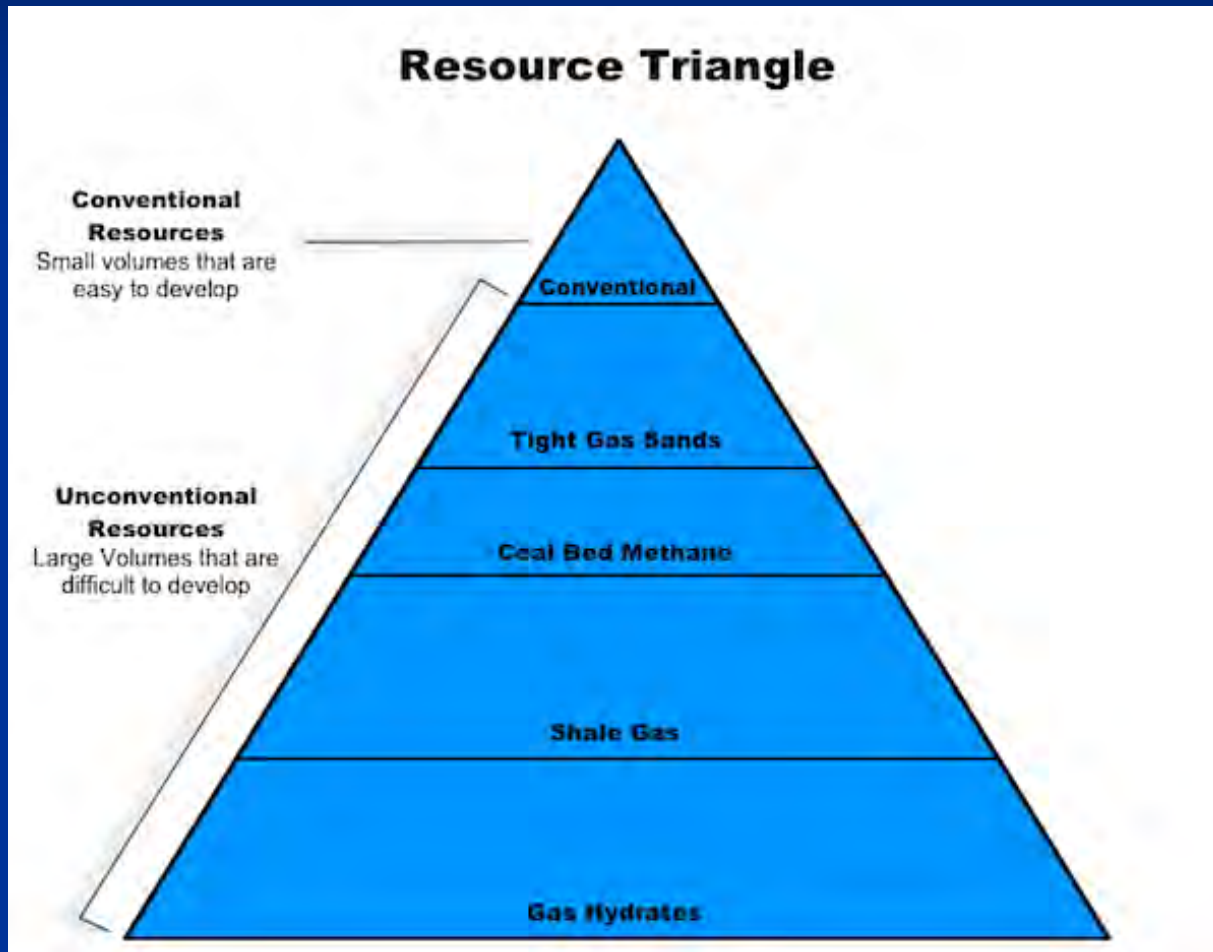 Resource Triangle
Conventional
Resources
Small volumes that are
easy to develop
Conventional
Tight Gas Sands
Unconventional
Resources
Large Volumes that are
difficult to develop
Coal Bed Methane
Shale Gas
Gas Hydrates